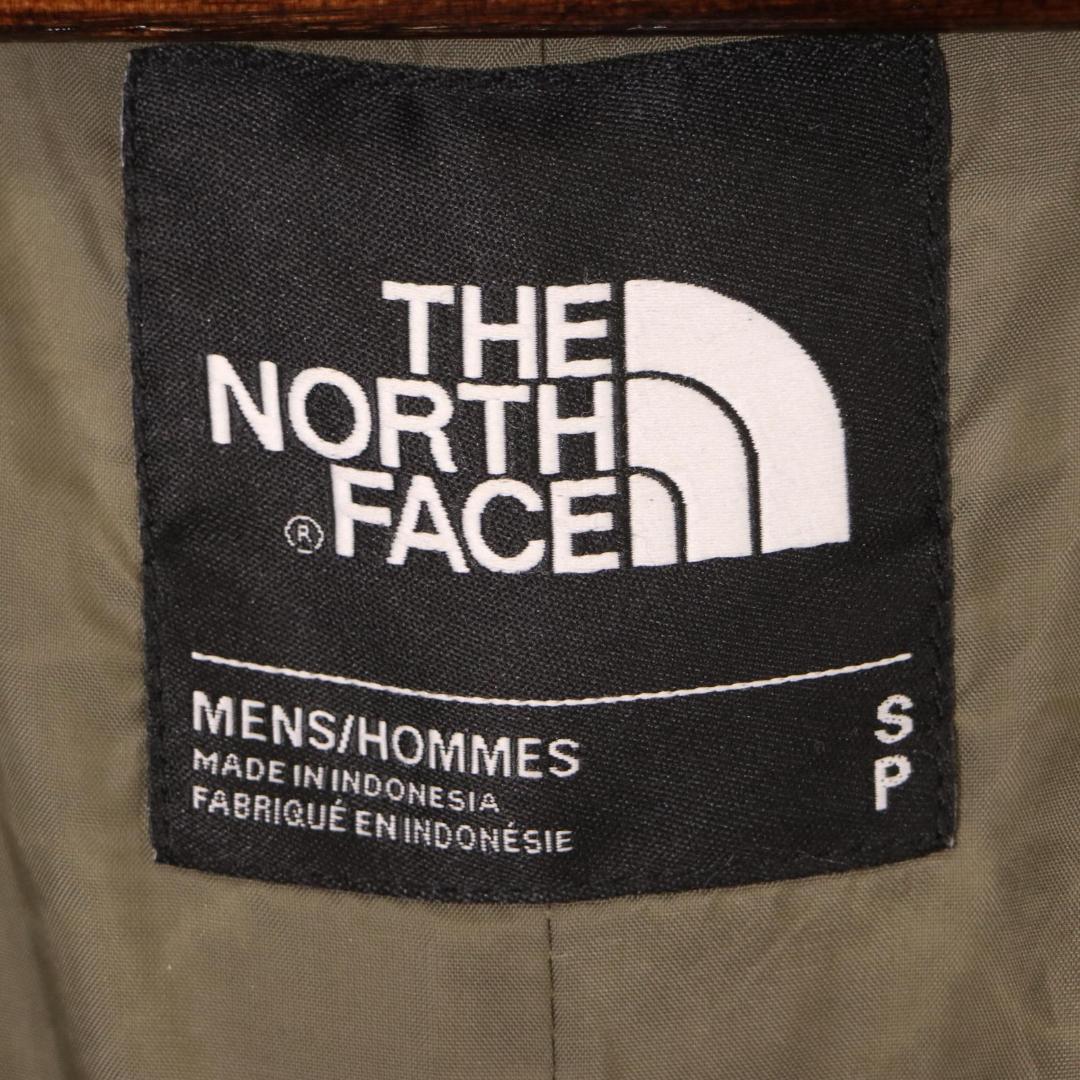 THE
NORTH
® FACE
MENS/HOMMES
MADE IN INDONESIA
FABRIQUÉ EN INDONÉSIE
S
P